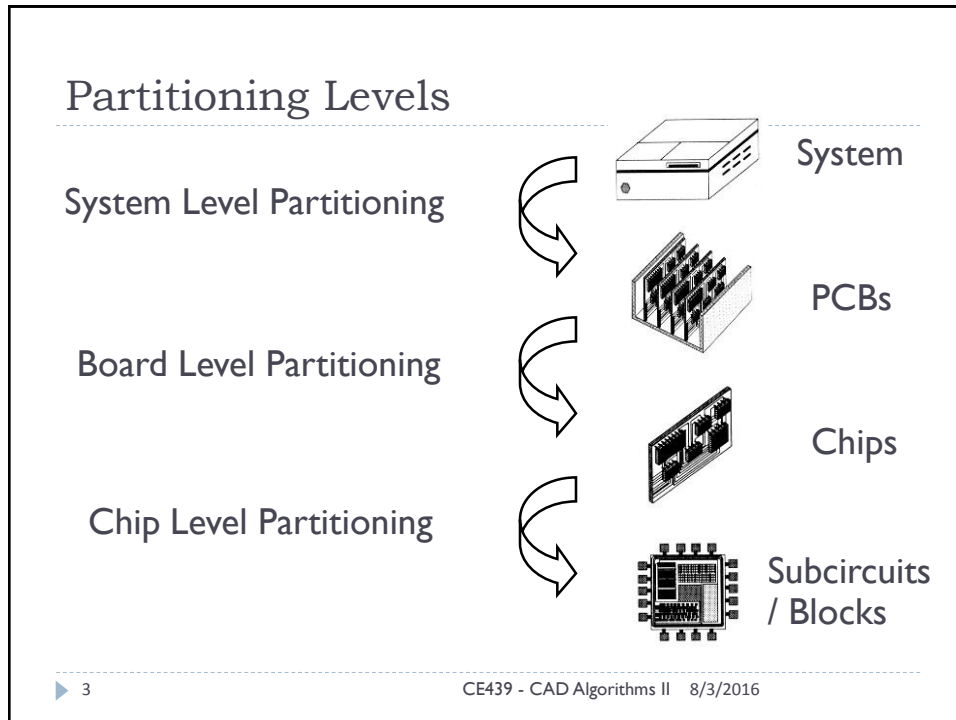 Partitioning Levels
System
System Level Partitioning
PCBs
Board Level Partitioning
Chips
Chip Level Partitioning
Subcircuits
/ Blocks
3
CE439 - CAD Algorithms II 8/3/2016